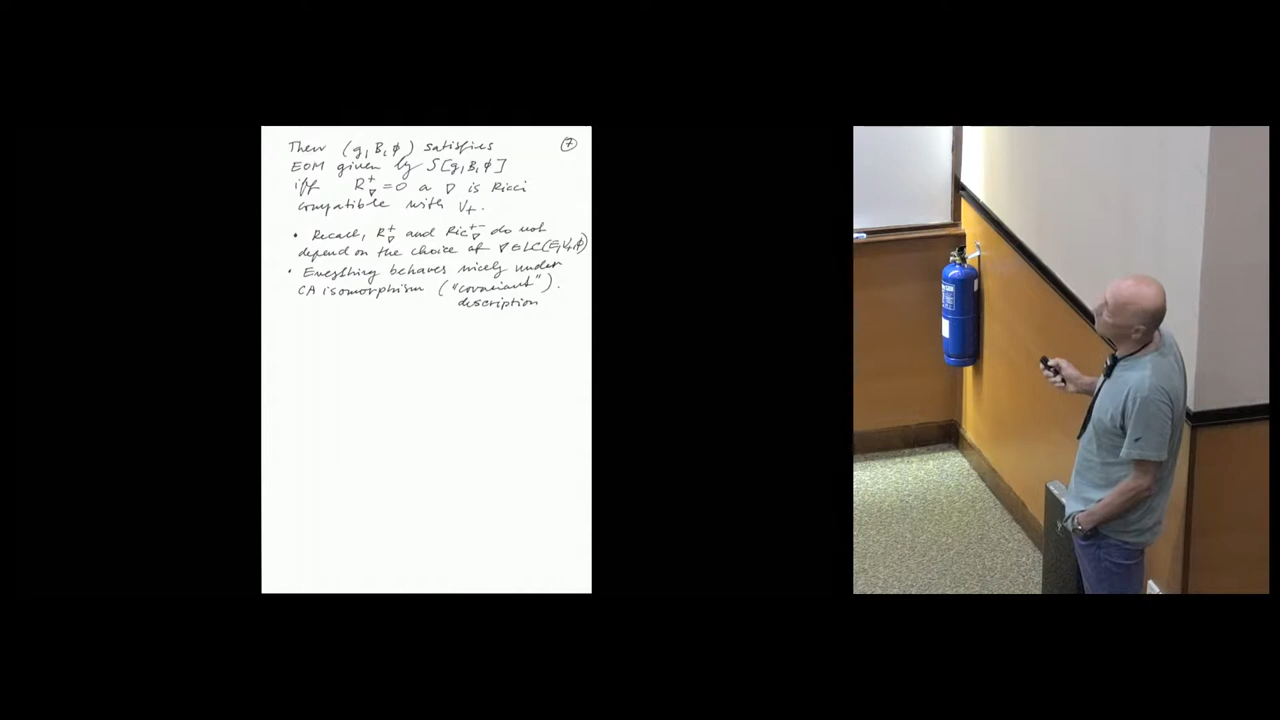 Then (g, B, ϕ) satisfies ⑦
EOM given by S[g, B, ϕ]
iff R⁺_∇ = 0 a ∇ is Ricci
compatible with V₊.
• Recall, R⁺_∇ and Ric⁺⁻_∇ do not
depend on the choice of ∇ ∈ LC(E, V₊, ϕ)
• Everything behaves nicely under
CA isomorphism ("covariant").
description